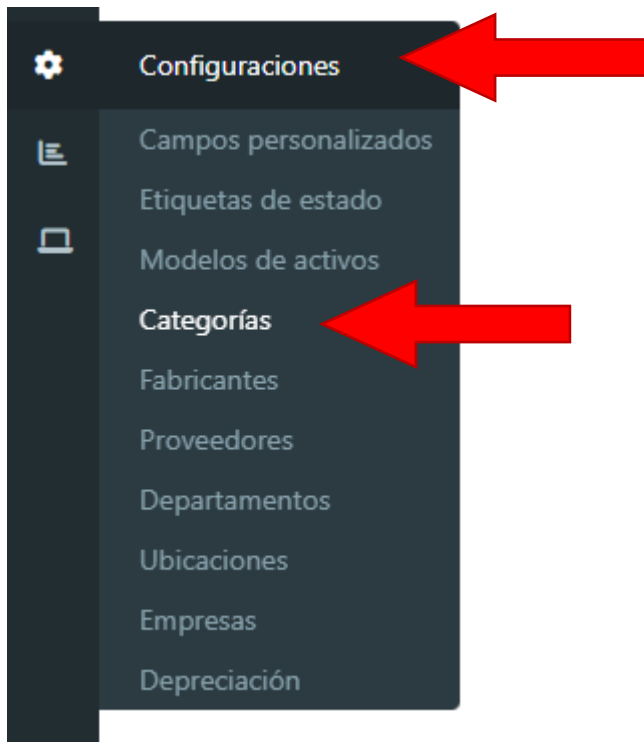 Configuraciones
Campos personalizados
Etiquetas de estado
Modelos de activos
Categorías
Fabricantes
Proveedores
Departamentos
Ubicaciones
Empresas
Depreciación